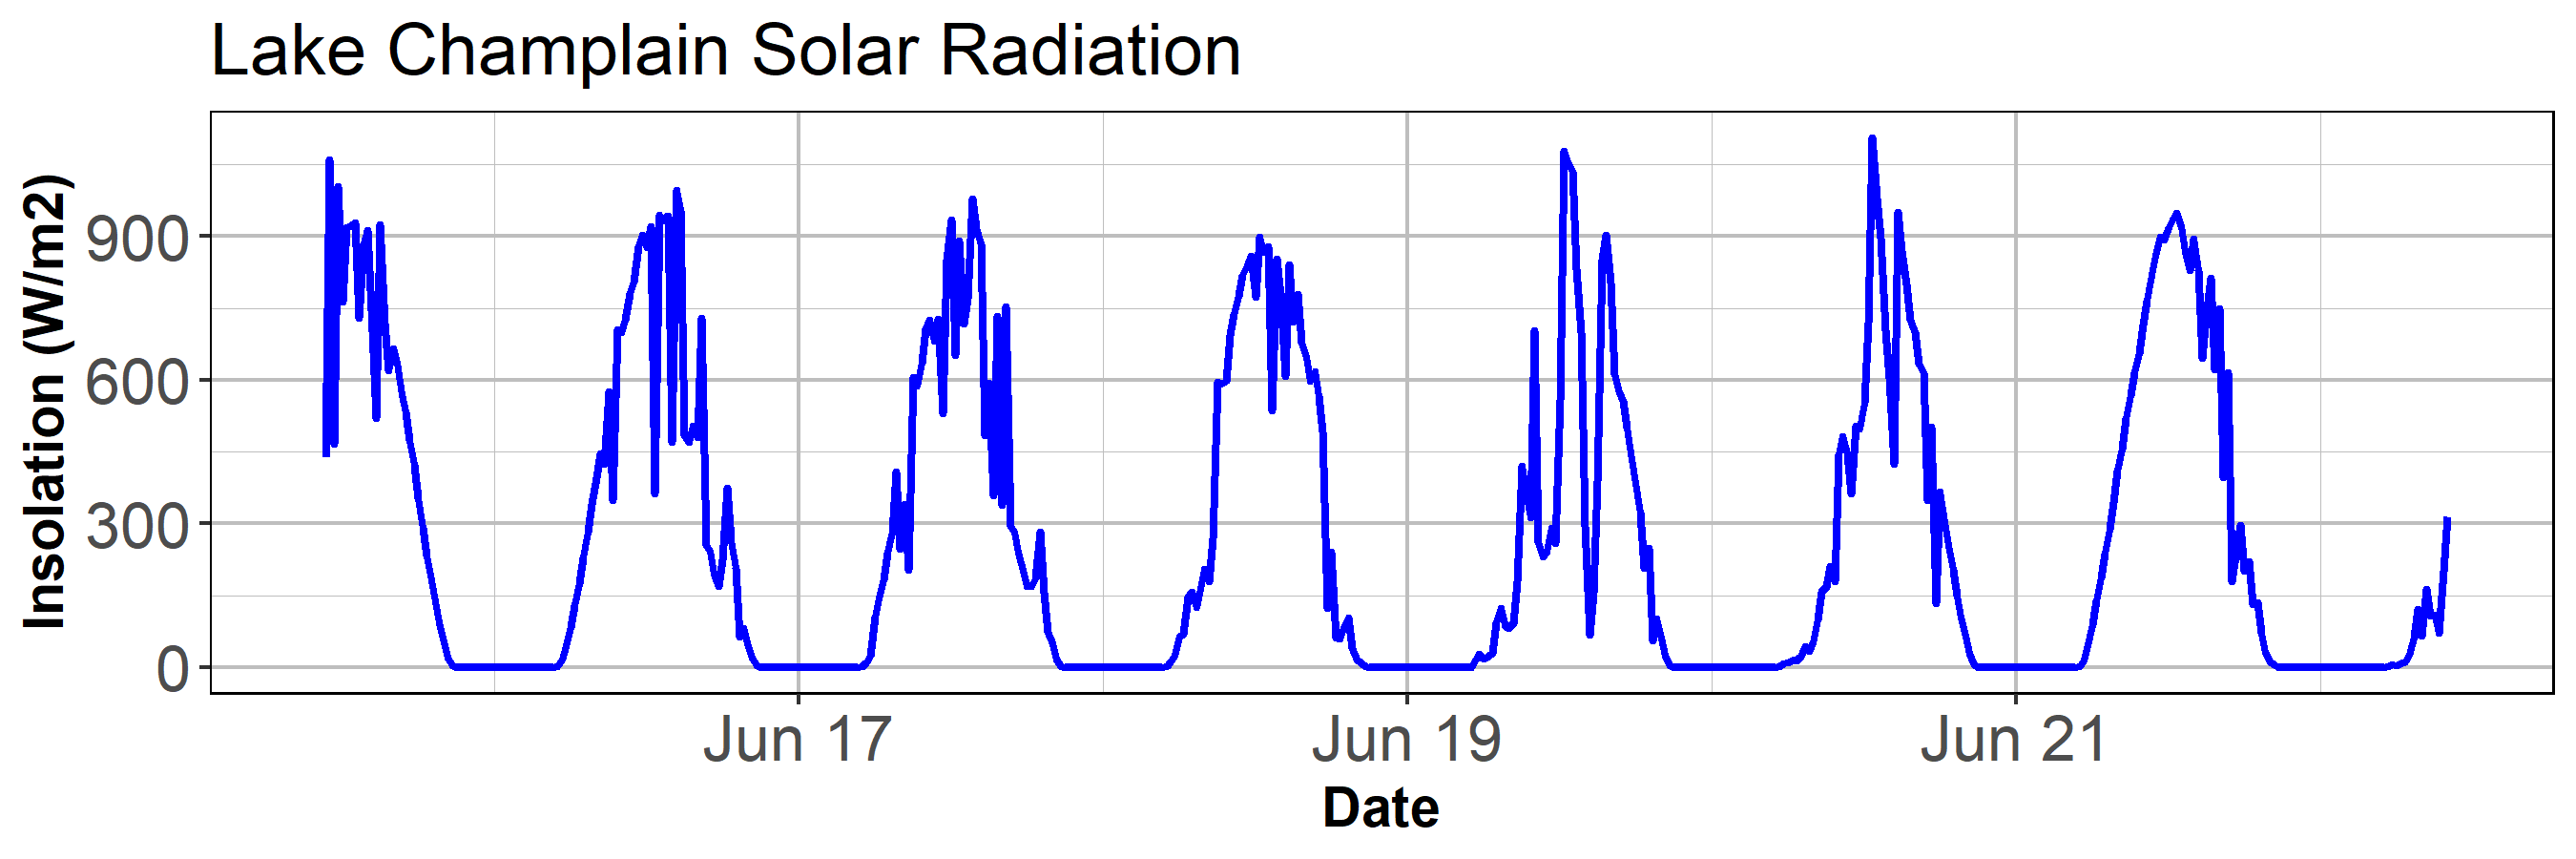 Lake Champlain Solar Radiation
Insolation (W/m2)
900
600
300
0
Jun 17
Jun 19
Jun 21
Date